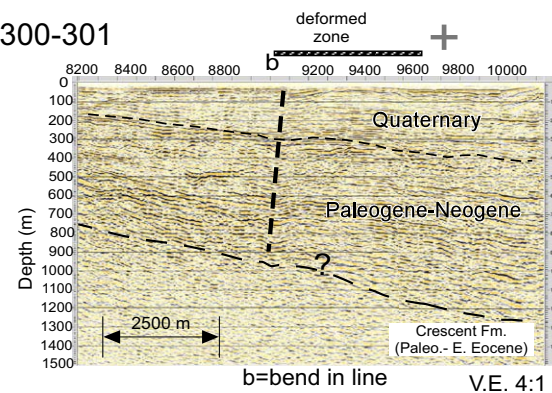 300-301
deformed
zone
+
b
8200 8400 8600 8800 9200 9400 9600 9800 10000
0
100
200
300
400
500
600
700
800
900
1000
1100
1200
1300
1400
1500
Depth (m)
Quaternary
Paleogene-Neogene
?
2500 m
Crescent Fm.
(Paleo.- E. Eocene)
b=bend in line
V.E. 4:1